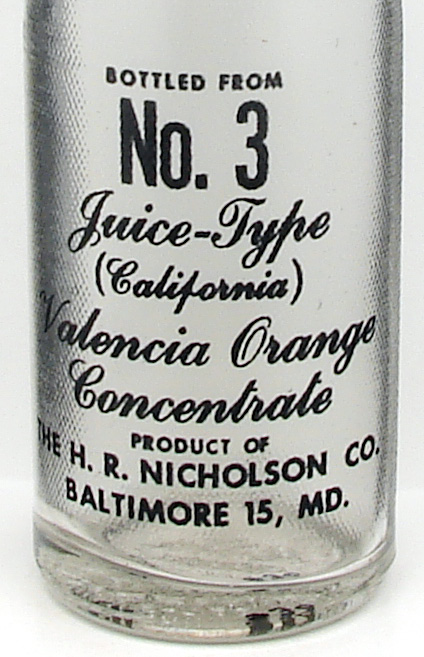 BOTTLED FROM
No. 3
Juice-Type
(California)
Valencia Orange
Concentrate
PRODUCT OF
THE H. R. NICHOLSON CO.
BALTIMORE 15, MD.